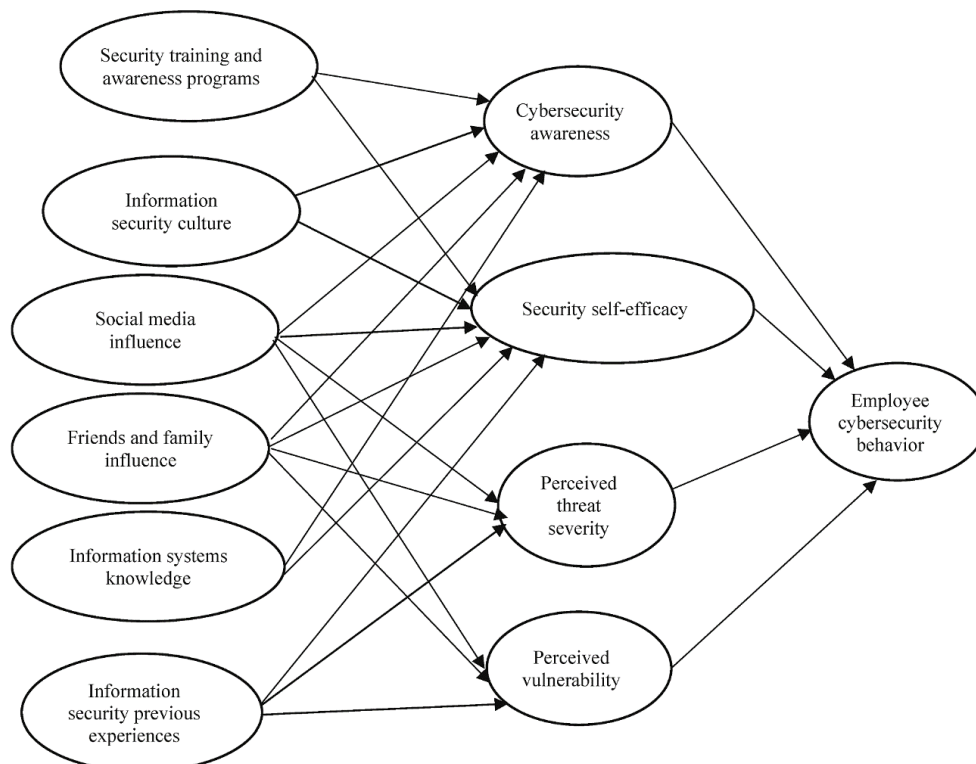 Security training and
awareness programs
Cybersecurity
awareness
Information
security culture
Security self-efficacy
Social media
influence
Employee
cybersecurity
behavior
Friends and family
influence
Perceived
threat
severity
Information systems
knowledge
Perceived
vulnerability
Information
security previous
experiences